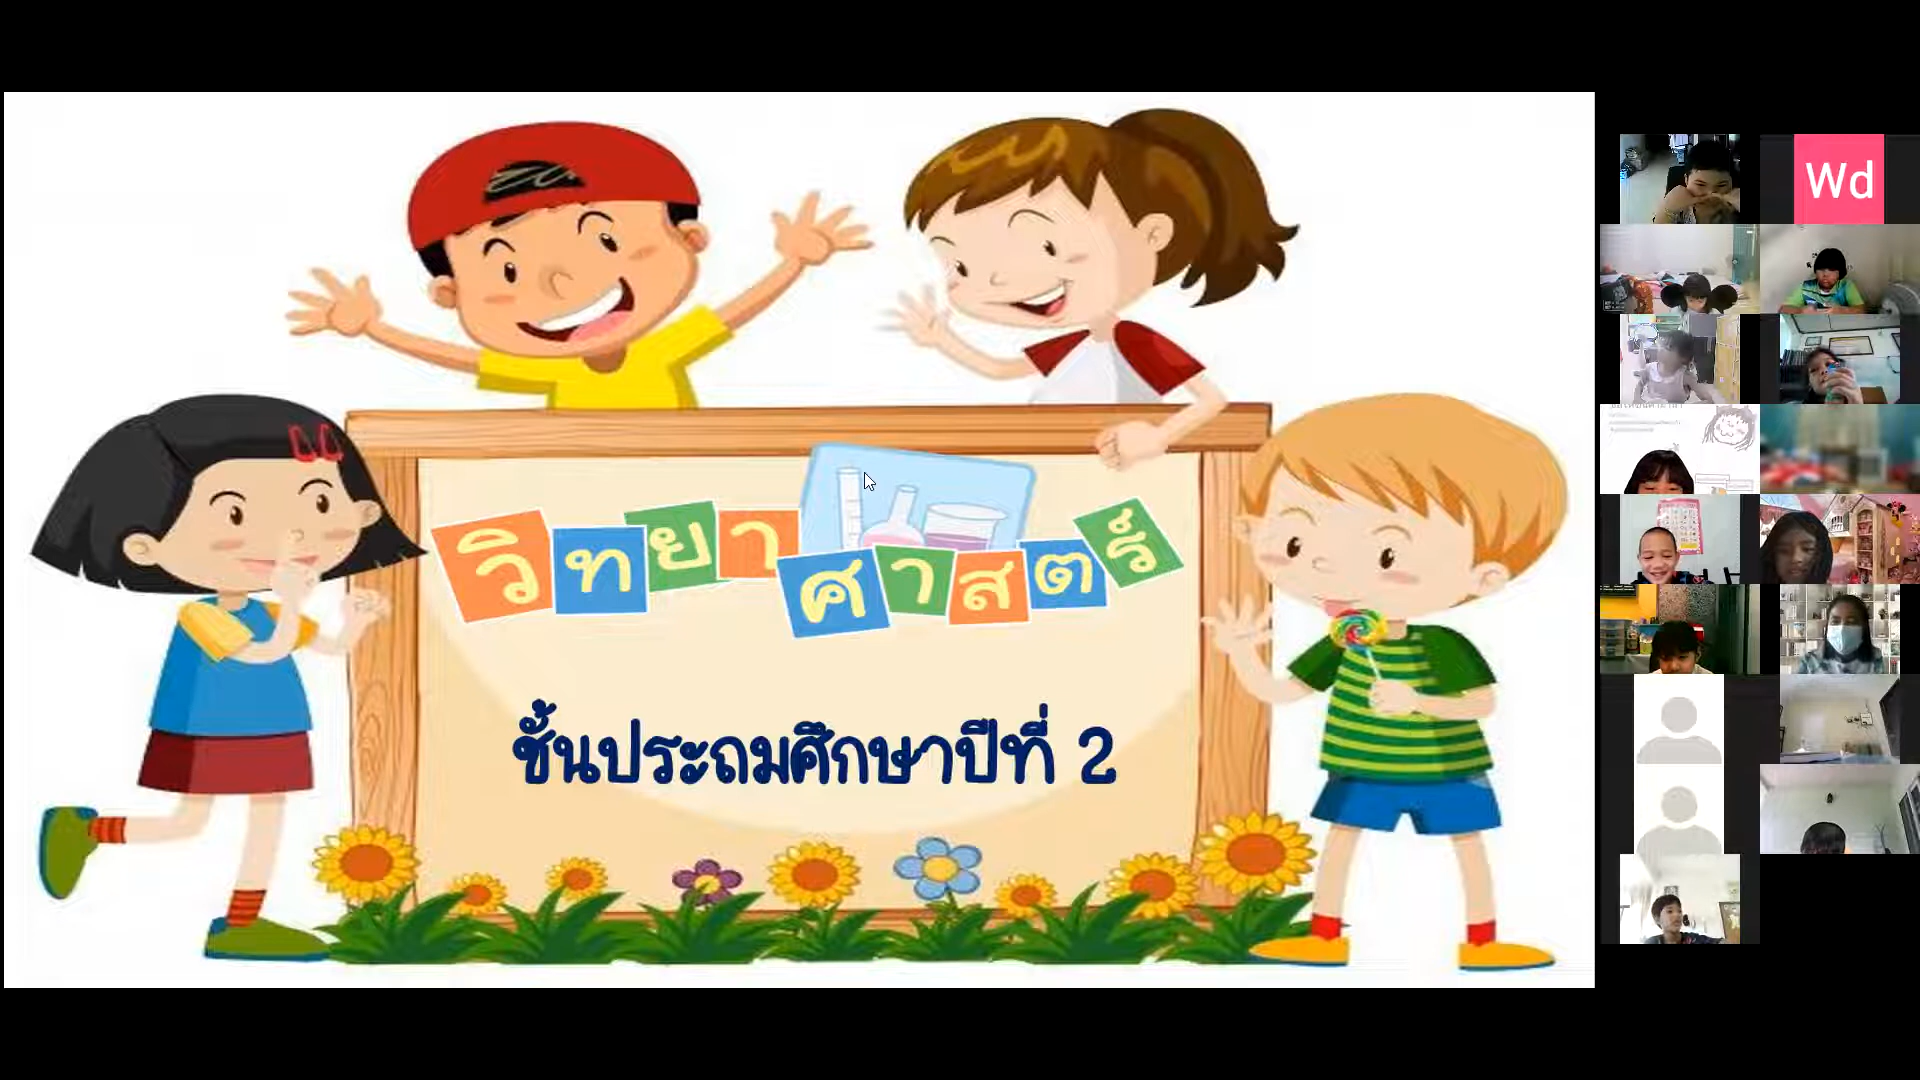 วิทยาศาสตร์
ชั้นประถมศึกษาปีที่ 2
Wd